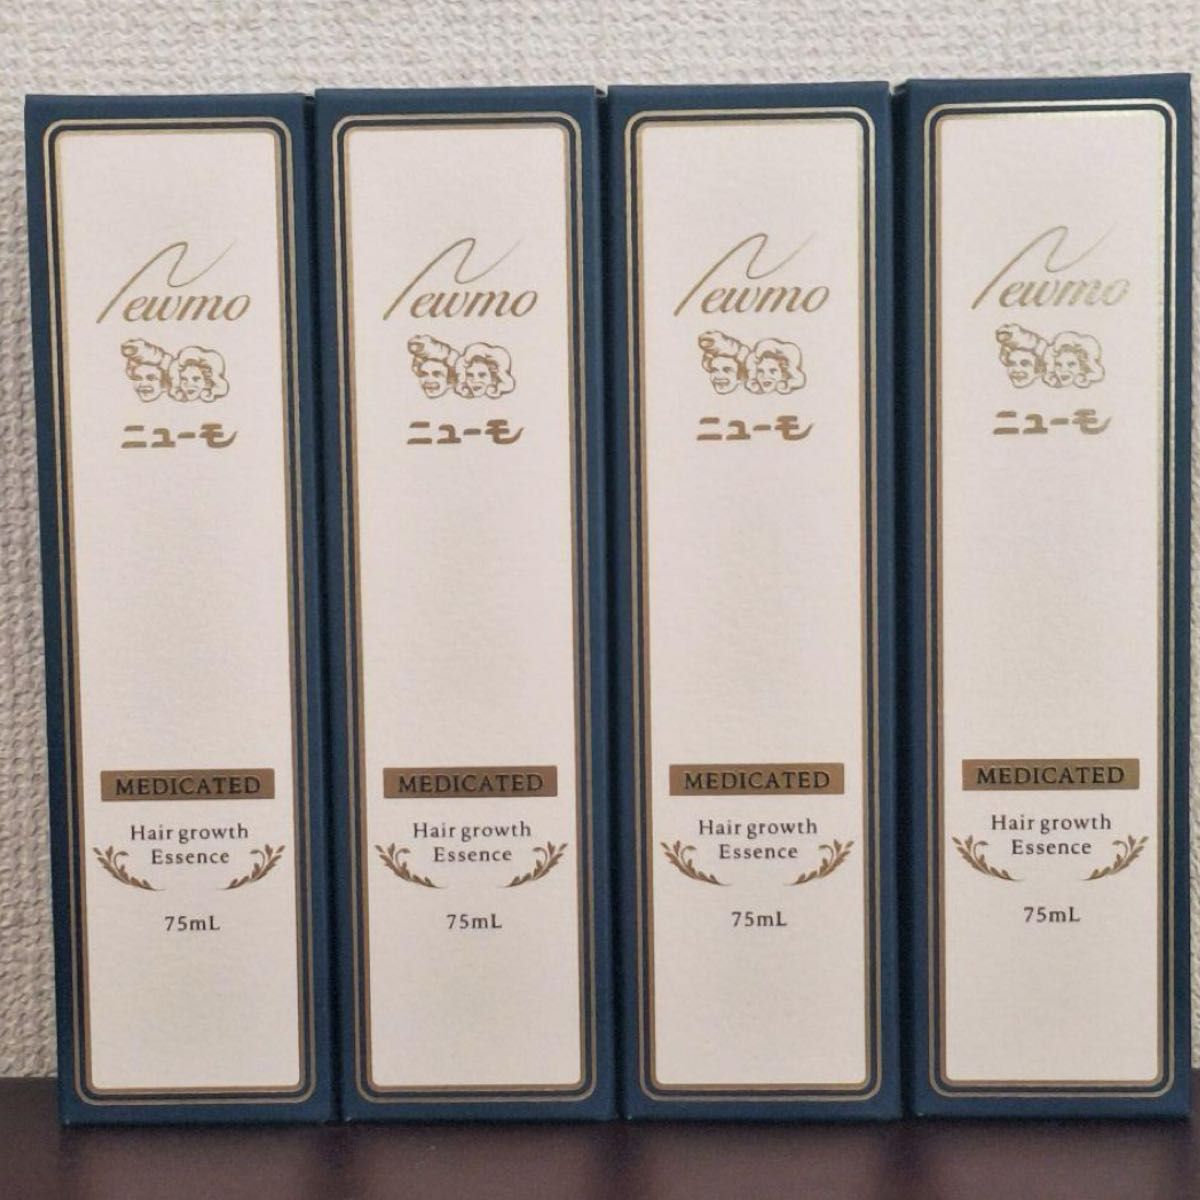 Newmo
ニューモ
MEDICATED
Hair growth
Essence
75mL
Newmo
ニューモ
MEDICATED
Hair growth
Essence
75mL
Newmo
ニューモ
MEDICATED
Hair growth
Essence
75mL
Newmo
ニューモ
MEDICATED
Hair growth
Essence
75mL